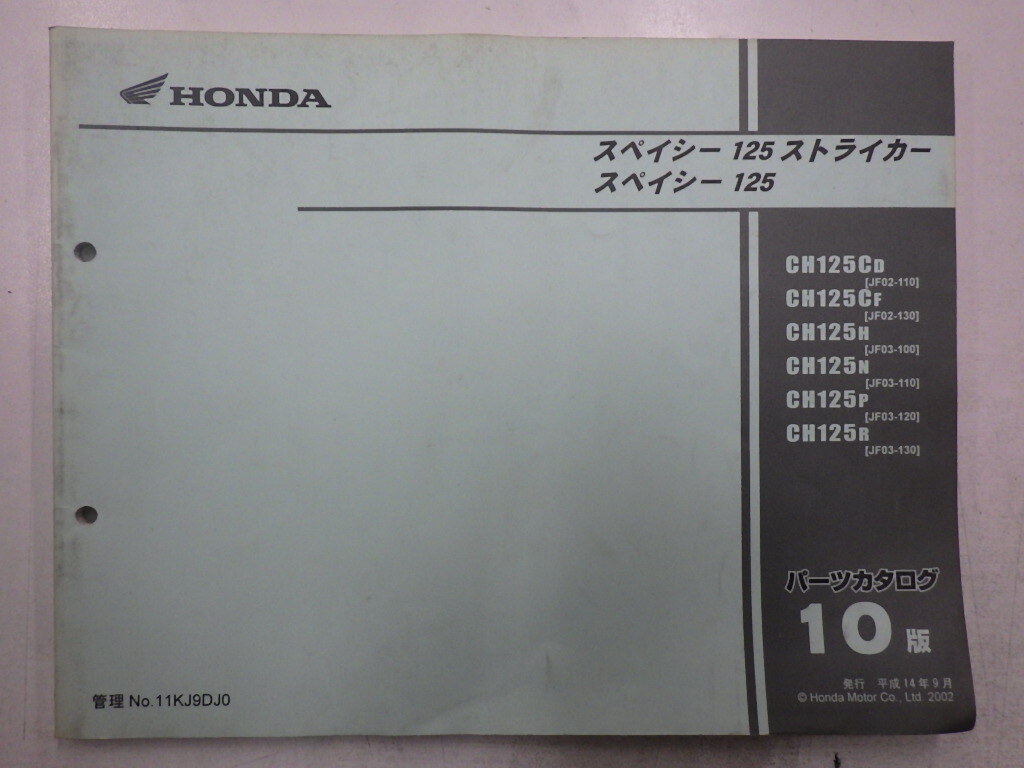 HONDA
スペイシー 125 ストライカー
スペイシー 125
CH125CD
[JF02-110]
CH125CF
[JF02-130]
CH125H
[JF03-100]
CH125N
[JF03-110]
CH125P
[JF03-120]
CH125R
[JF03-130]
パーツカタログ
10版
発行 平成14年9月
© Honda Motor Co., Ltd. 2002
管理 No.11KJ9DJ0